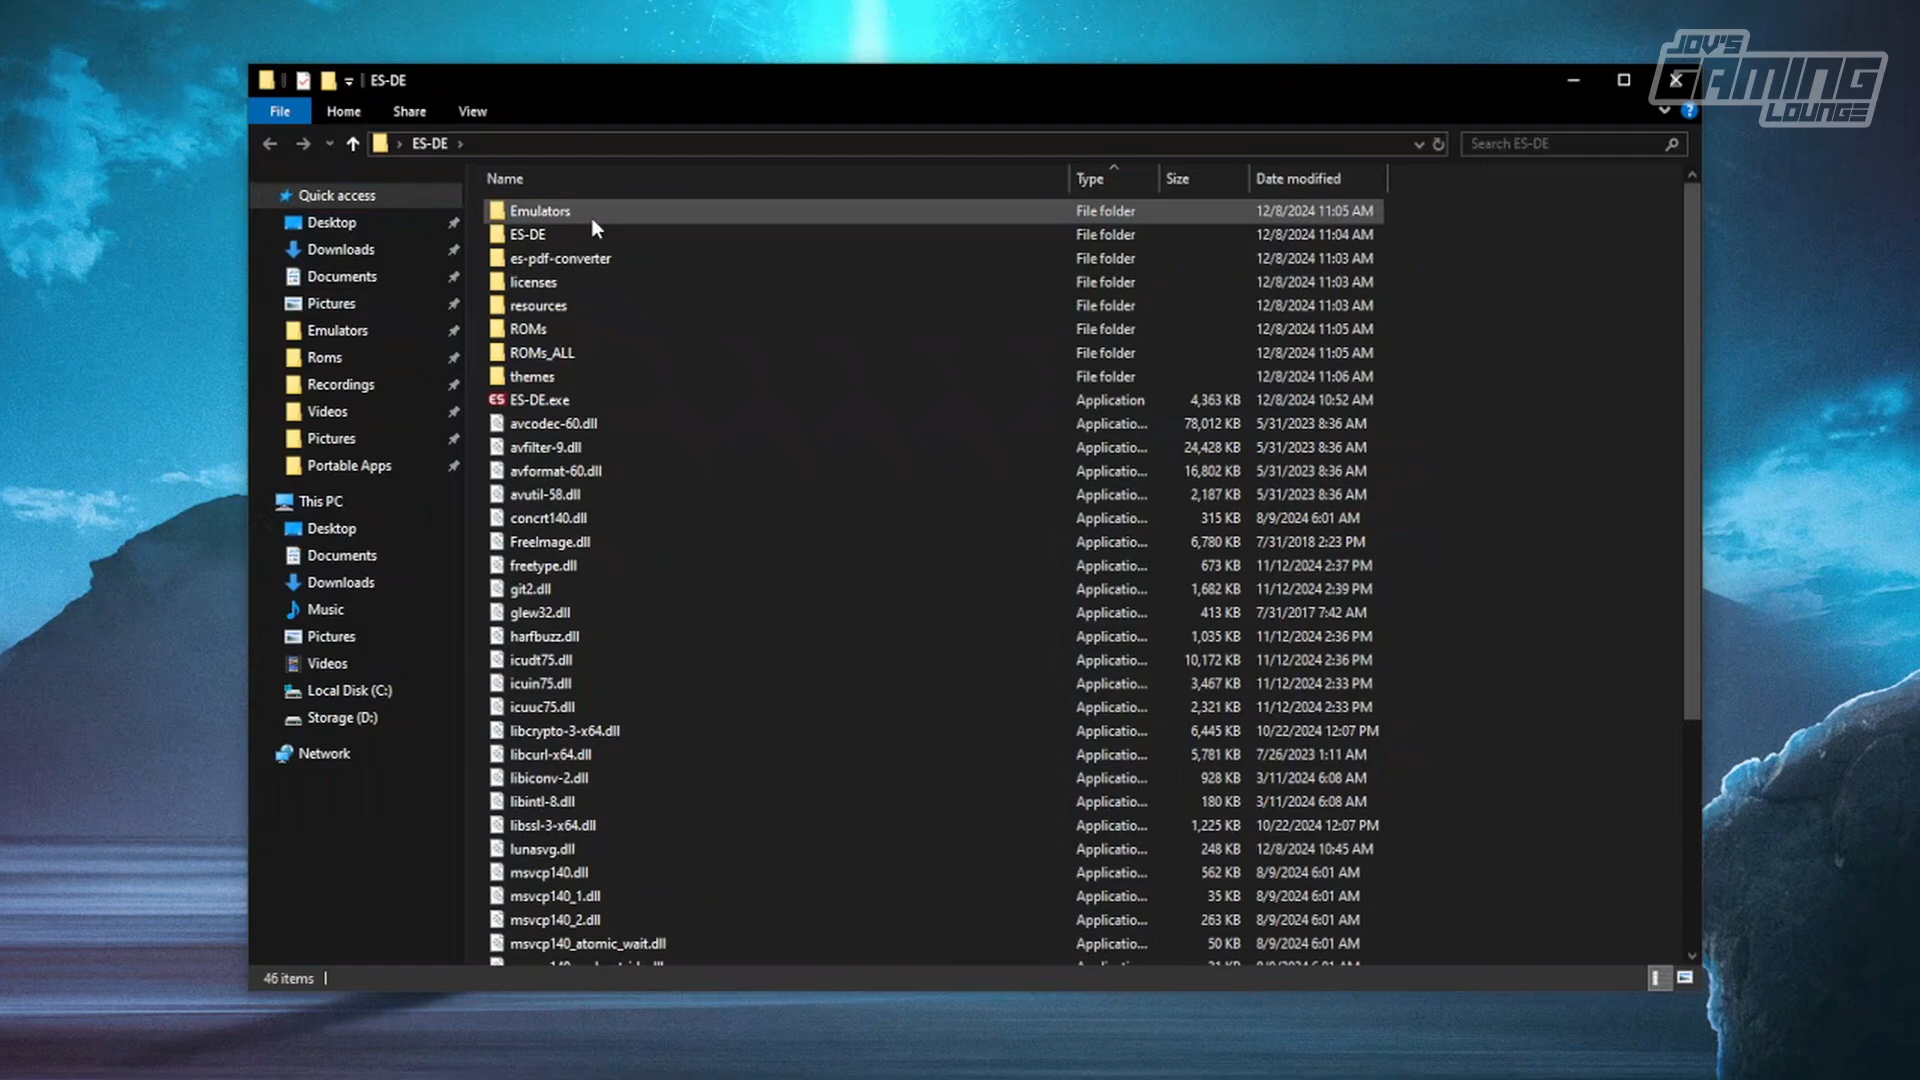 JOV'S
GAMING
LOUNGE
ES-DE
File Home Share View
ES-DE
Search ES-DE
Name Type Size Date modified
Quick access
Desktop
Downloads
Documents
Pictures
Emulators
Roms
Recordings
Videos
Pictures
Portable Apps
This PC
Desktop
Documents
Downloads
Music
Pictures
Videos
Local Disk (C:)
Storage (D:)
Network
Emulators File folder 12/8/2024 11:05 AM
ES-DE File folder 12/8/2024 11:04 AM
es-pdf-converter File folder 12/8/2024 11:03 AM
licenses File folder 12/8/2024 11:03 AM
resources File folder 12/8/2024 11:03 AM
ROMs File folder 12/8/2024 11:05 AM
ROMs_ALL File folder 12/8/2024 11:05 AM
themes File folder 12/8/2024 11:06 AM
ES ES-DE.exe Application 4,363 KB 12/8/2024 10:52 AM
avcodec-60.dll Applicatio... 78,012 KB 5/31/2023 8:36 AM
avfilter-9.dll Applicatio... 24,428 KB 5/31/2023 8:36 AM
avformat-60.dll Applicatio... 16,802 KB 5/31/2023 8:36 AM
avutil-58.dll Applicatio... 2,187 KB 5/31/2023 8:36 AM
concrt140.dll Applicatio... 315 KB 8/9/2024 6:01 AM
FreeImage.dll Applicatio... 6,780 KB 7/31/2018 2:23 PM
freetype.dll Applicatio... 673 KB 11/12/2024 2:37 PM
git2.dll Applicatio... 1,682 KB 11/12/2024 2:39 PM
glew32.dll Applicatio... 413 KB 7/31/2017 7:42 AM
harfbuzz.dll Applicatio... 1,035 KB 11/12/2024 2:36 PM
icudt75.dll Applicatio... 10,172 KB 11/12/2024 2:36 PM
icuin75.dll Applicatio... 3,467 KB 11/12/2024 2:33 PM
icuuc75.dll Applicatio... 2,321 KB 11/12/2024 2:33 PM
libcrypto-3-x64.dll Applicatio... 6,445 KB 10/22/2024 12:07 PM
libcurl-x64.dll Applicatio... 5,781 KB 7/26/2023 1:11 AM
libiconv-2.dll Applicatio... 928 KB 3/11/2024 6:08 AM
libintl-8.dll Applicatio... 180 KB 3/11/2024 6:08 AM
libssl-3-x64.dll Applicatio... 1,225 KB 10/22/2024 12:07 PM
lunasvg.dll Applicatio... 248 KB 12/8/2024 10:45 AM
msvcp140.dll Applicatio... 562 KB 8/9/2024 6:01 AM
msvcp140_1.dll Applicatio... 35 KB 8/9/2024 6:01 AM
msvcp140_2.dll Applicatio... 263 KB 8/9/2024 6:01 AM
msvcp140_atomic_wait.dll Applicatio... 50 KB 8/9/2024 6:01 AM
46 items